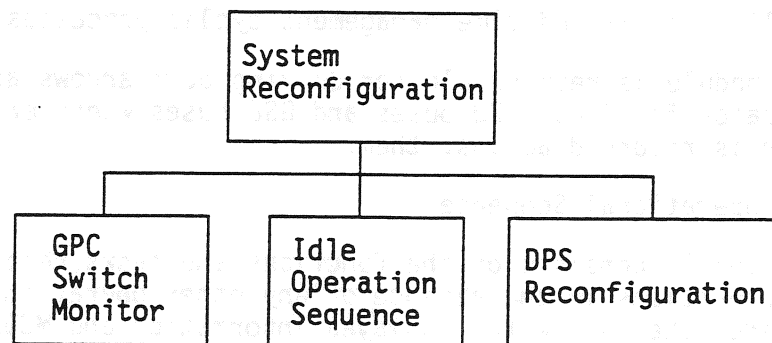 System
Reconfiguration
GPC
Switch
Monitor
Idle
Operation
Sequence
DPS
Reconfiguration